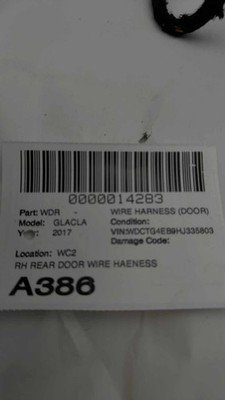 0000014283
Part: WDR - WIRE HARNESS (DOOR)
Model: GLACLA Condition:
Year: 2017 VIN:WDCTG4EB9HJ335803
Damage Code:
Location: WC2
RH REAR DOOR WIRE HAENESS
A386